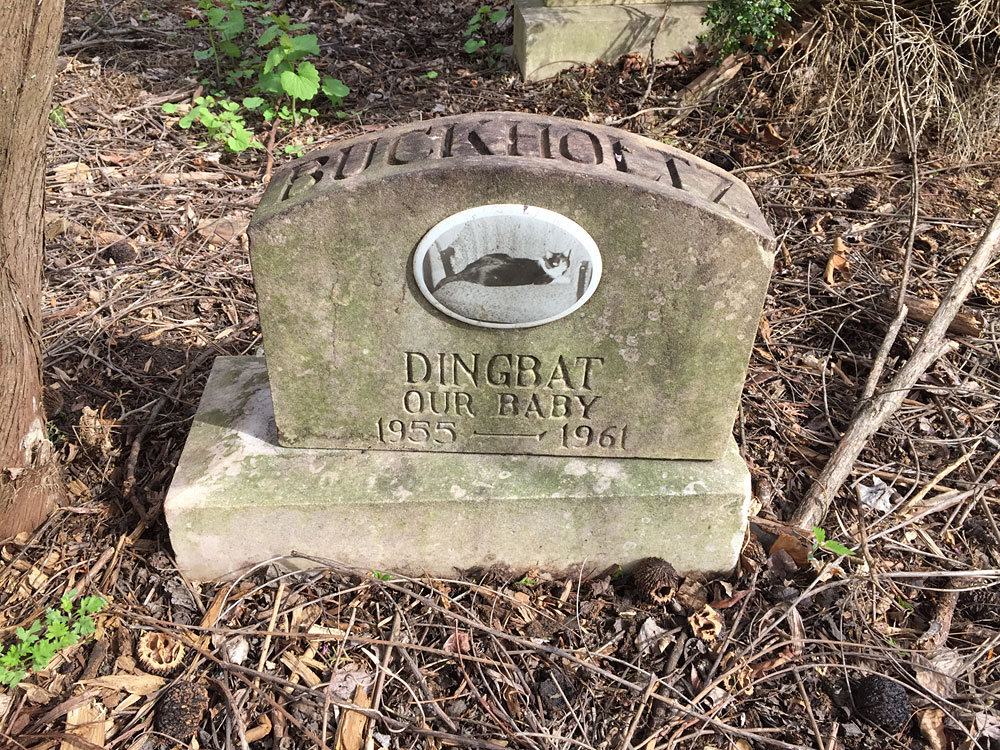 BUCKHOLTZ
DINGBAT
OUR BABY
1955 — 1961